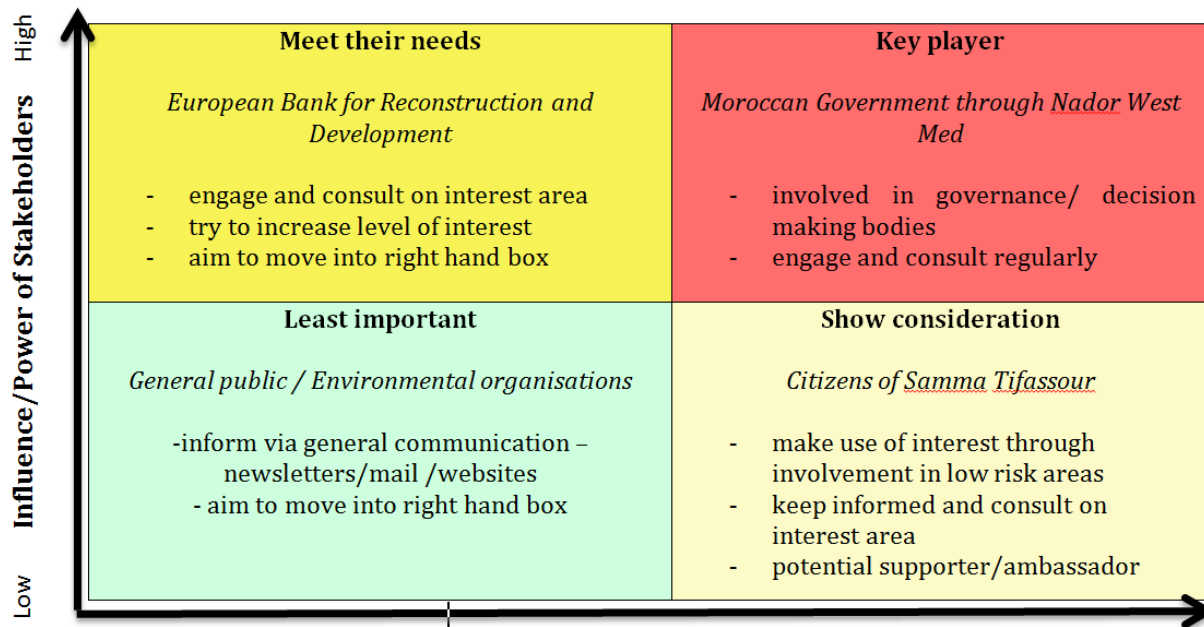 High
Influence/Power of Stakeholders
Low
Meet their needs
European Bank for Reconstruction and
Development
- engage and consult on interest area
- try to increase level of interest
- aim to move into right hand box
Key player
Moroccan Government through Nador West
Med
- involved in governance/ decision
making bodies
- engage and consult regularly
Least important
General public / Environmental organisations
-inform via general communication –
newsletters/mail /websites
- aim to move into right hand box
Show consideration
Citizens of Samma Tifassour
- make use of interest through
involvement in low risk areas
- keep informed and consult on
interest area
- potential supporter/ambassador